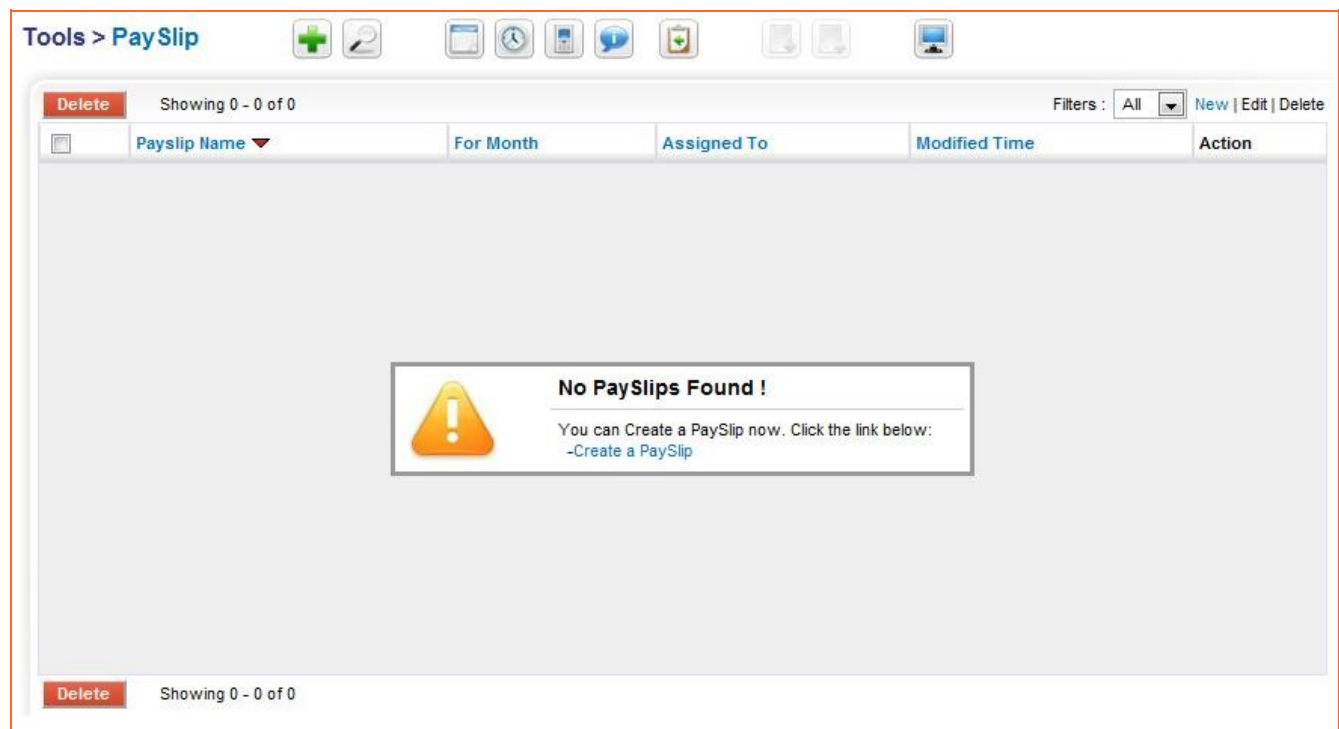 Tools > PaySlip
Delete Showing 0 - 0 of 0 Filters : All New | Edit | Delete
Payslip Name For Month Assigned To Modified Time Action
No PaySlips Found !
You can Create a PaySlip now. Click the link below:
-Create a PaySlip
Delete Showing 0 - 0 of 0